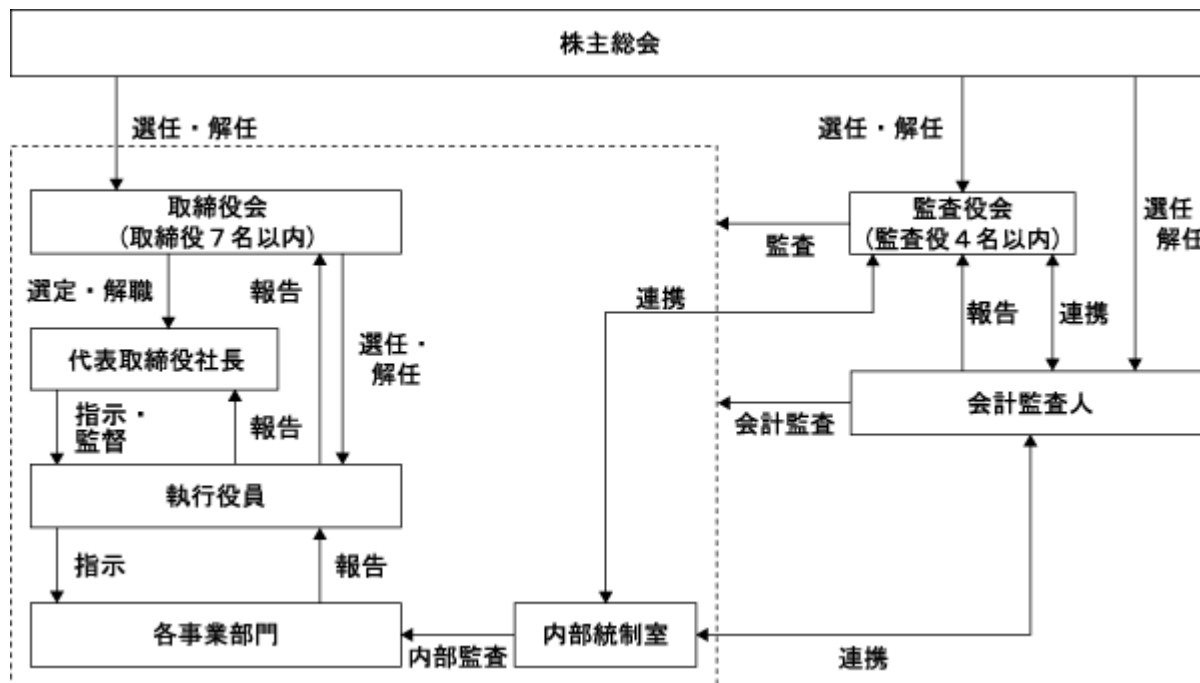 株主総会
選任・解任
選任・解任
選任・
解任
取締役会
（取締役７名以内）
監査役会
（監査役４名以内）
監査
選定・解職
報告
連携
報告
連携
選任・
解任
代表取締役社長
会計監査人
指示・
監督
報告
会計監査
執行役員
指示
報告
各事業部門
内部統制室
内部監査
連携